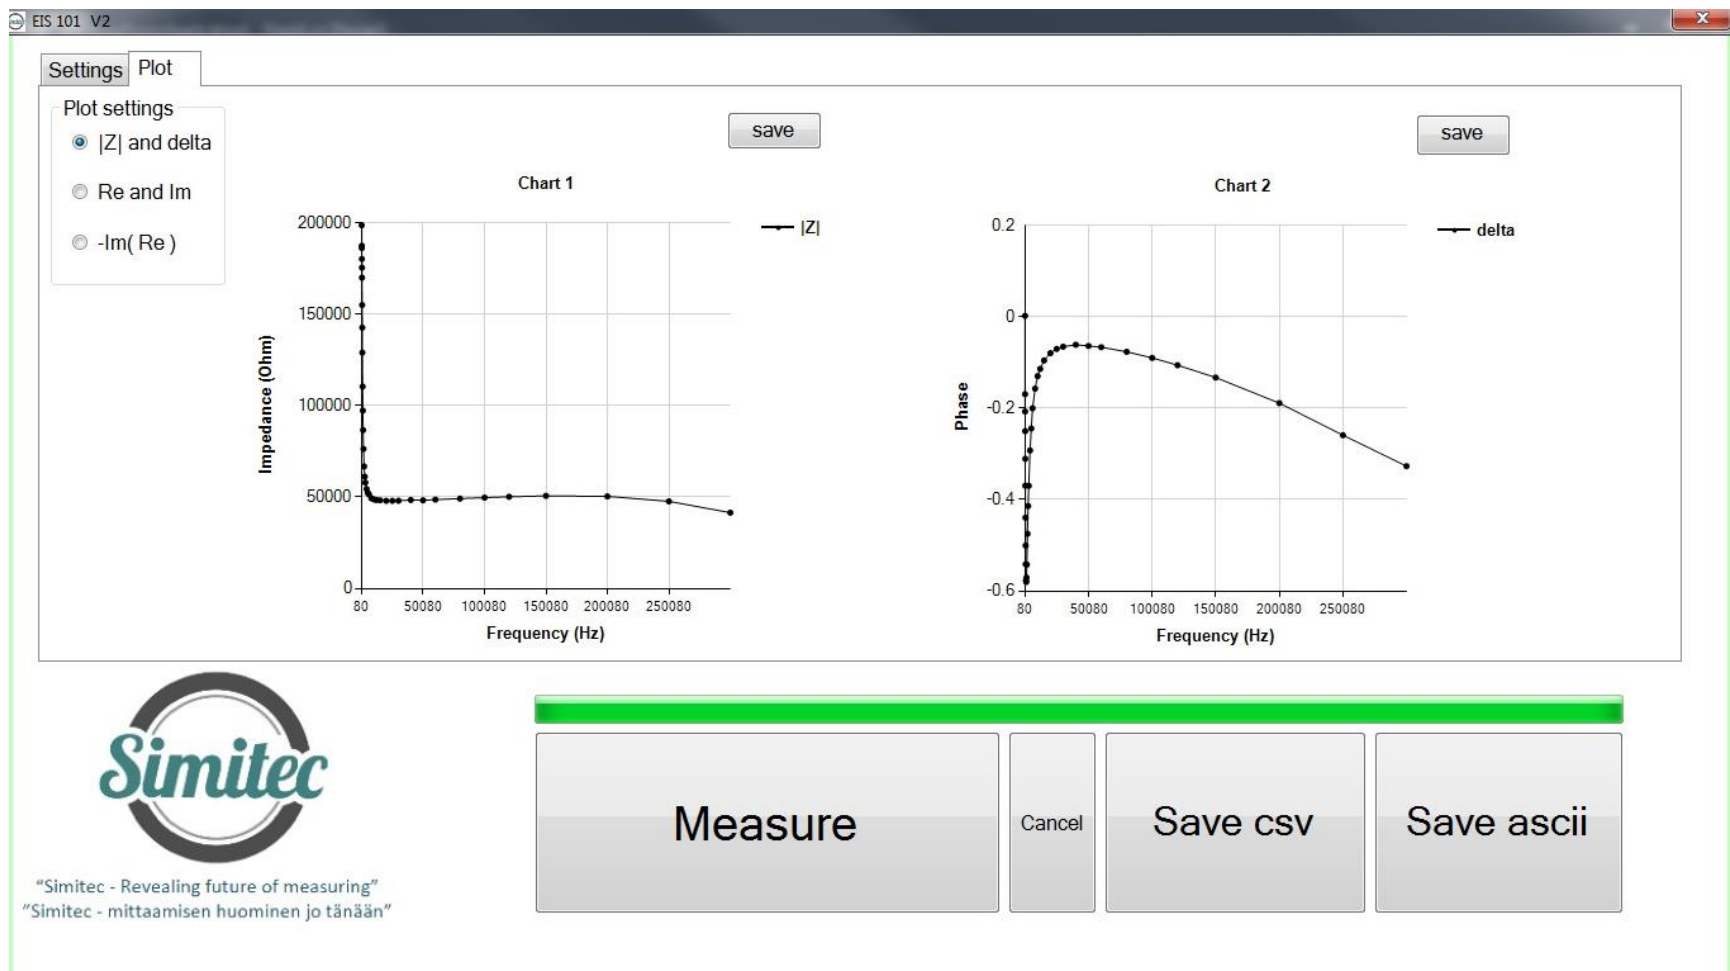 EIS 101 V2
Settings
Plot
Plot settings
|Z| and delta
Re and Im
-Im( Re )
save
Chart 1
|Z|
200000
150000
100000
50000
0
Impedance (Ohm)
80 50080 100080 150080 200080 250080
Frequency (Hz)
save
Chart 2
delta
0.2
0
-0.2
-0.4
-0.6
Phase
80 50080 100080 150080 200080 250080
Frequency (Hz)
Simitec
“Simitec - Revealing future of measuring”
”Simitec - mittaamisen huominen jo tänään”
Measure
Cancel
Save csv
Save ascii